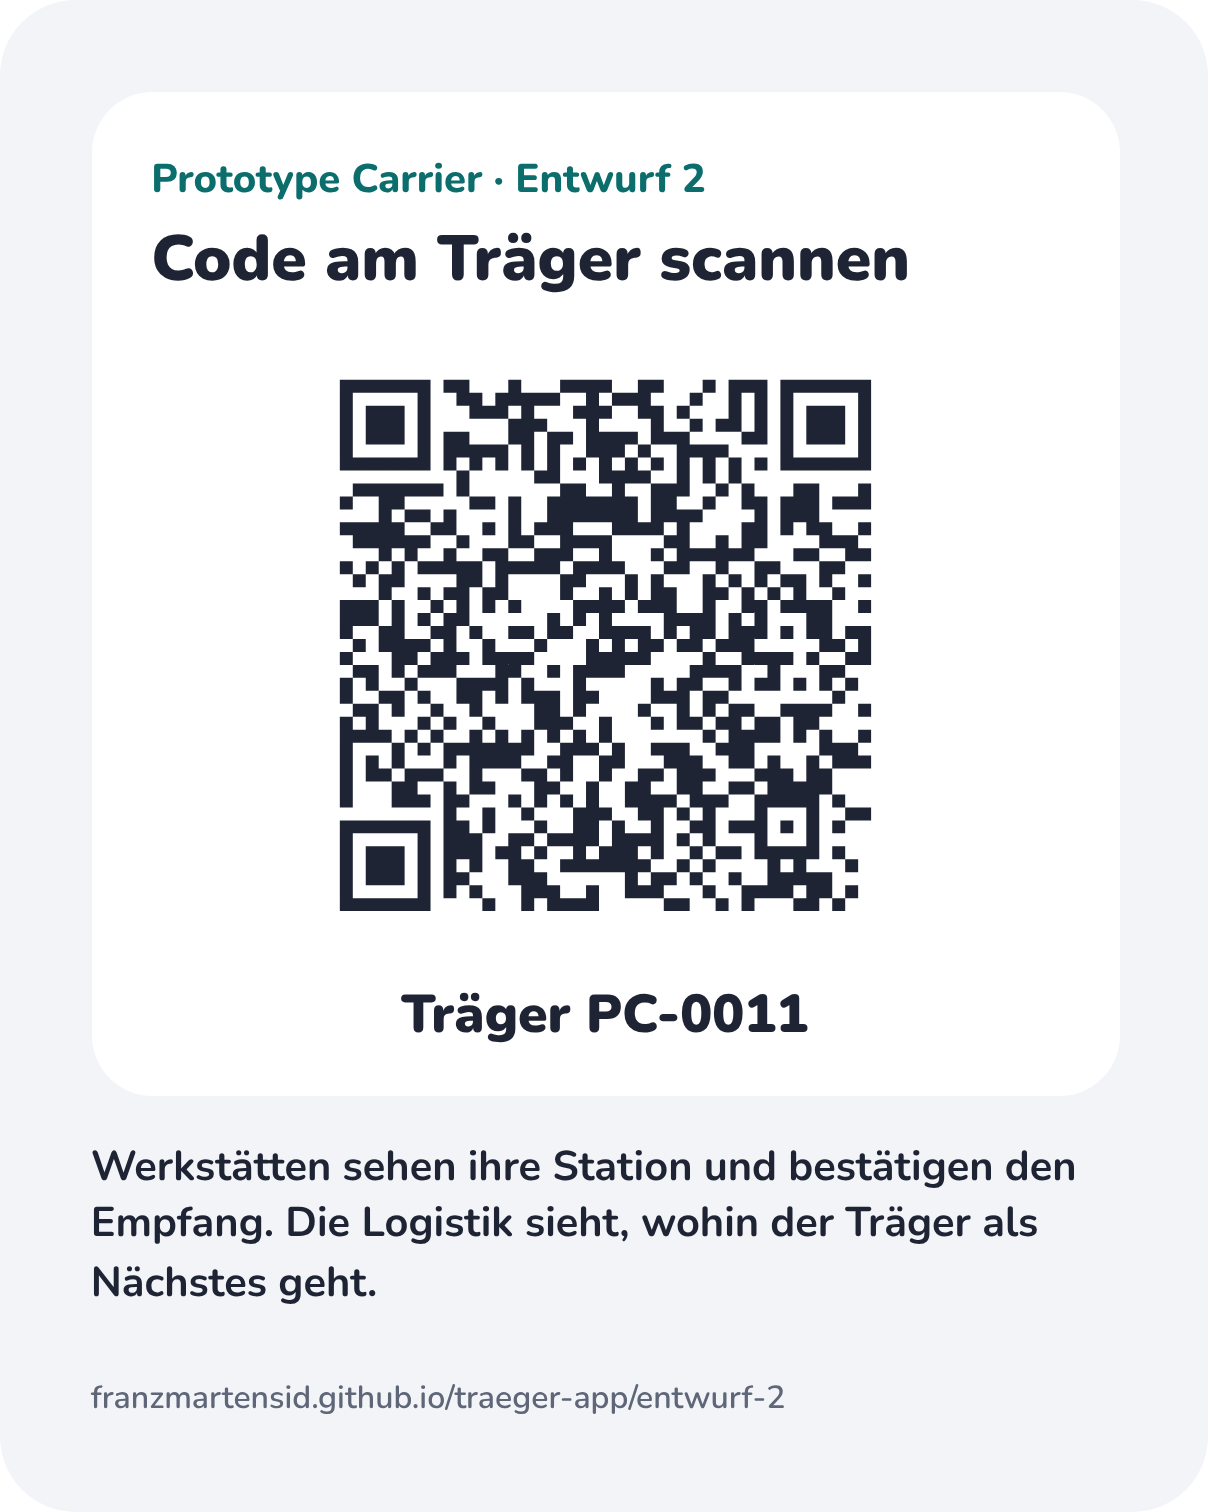 Prototype Carrier · Entwurf 2
Code am Träger scannen
Träger PC-0011
Werkstätten sehen ihre Station und bestätigen den
Empfang. Die Logistik sieht, wohin der Träger als
Nächstes geht.
franzmartensid.github.io/traeger-app/entwurf-2